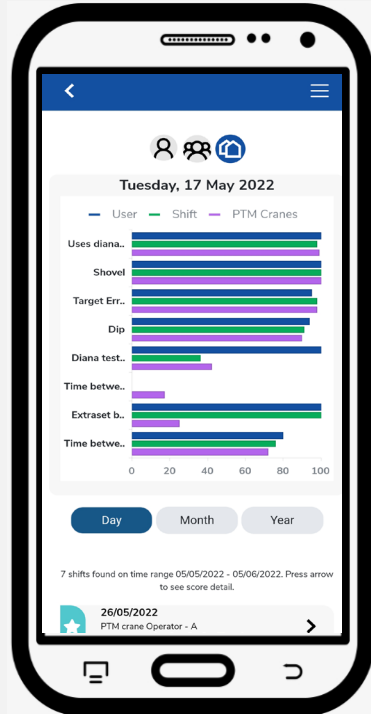 Tuesday, 17 May 2022
User Shift PTM Cranes
Uses diana..
Shovel
Target Err..
Dip
Diana test..
Time betwe..
Extraset b..
Time betwe..
0 20 40 60 80 100
Day Month Year
7 shifts found on time range 05/05/2022 - 05/06/2022. Press arrow
to see score detail.
26/05/2022
PTM crane Operator - A